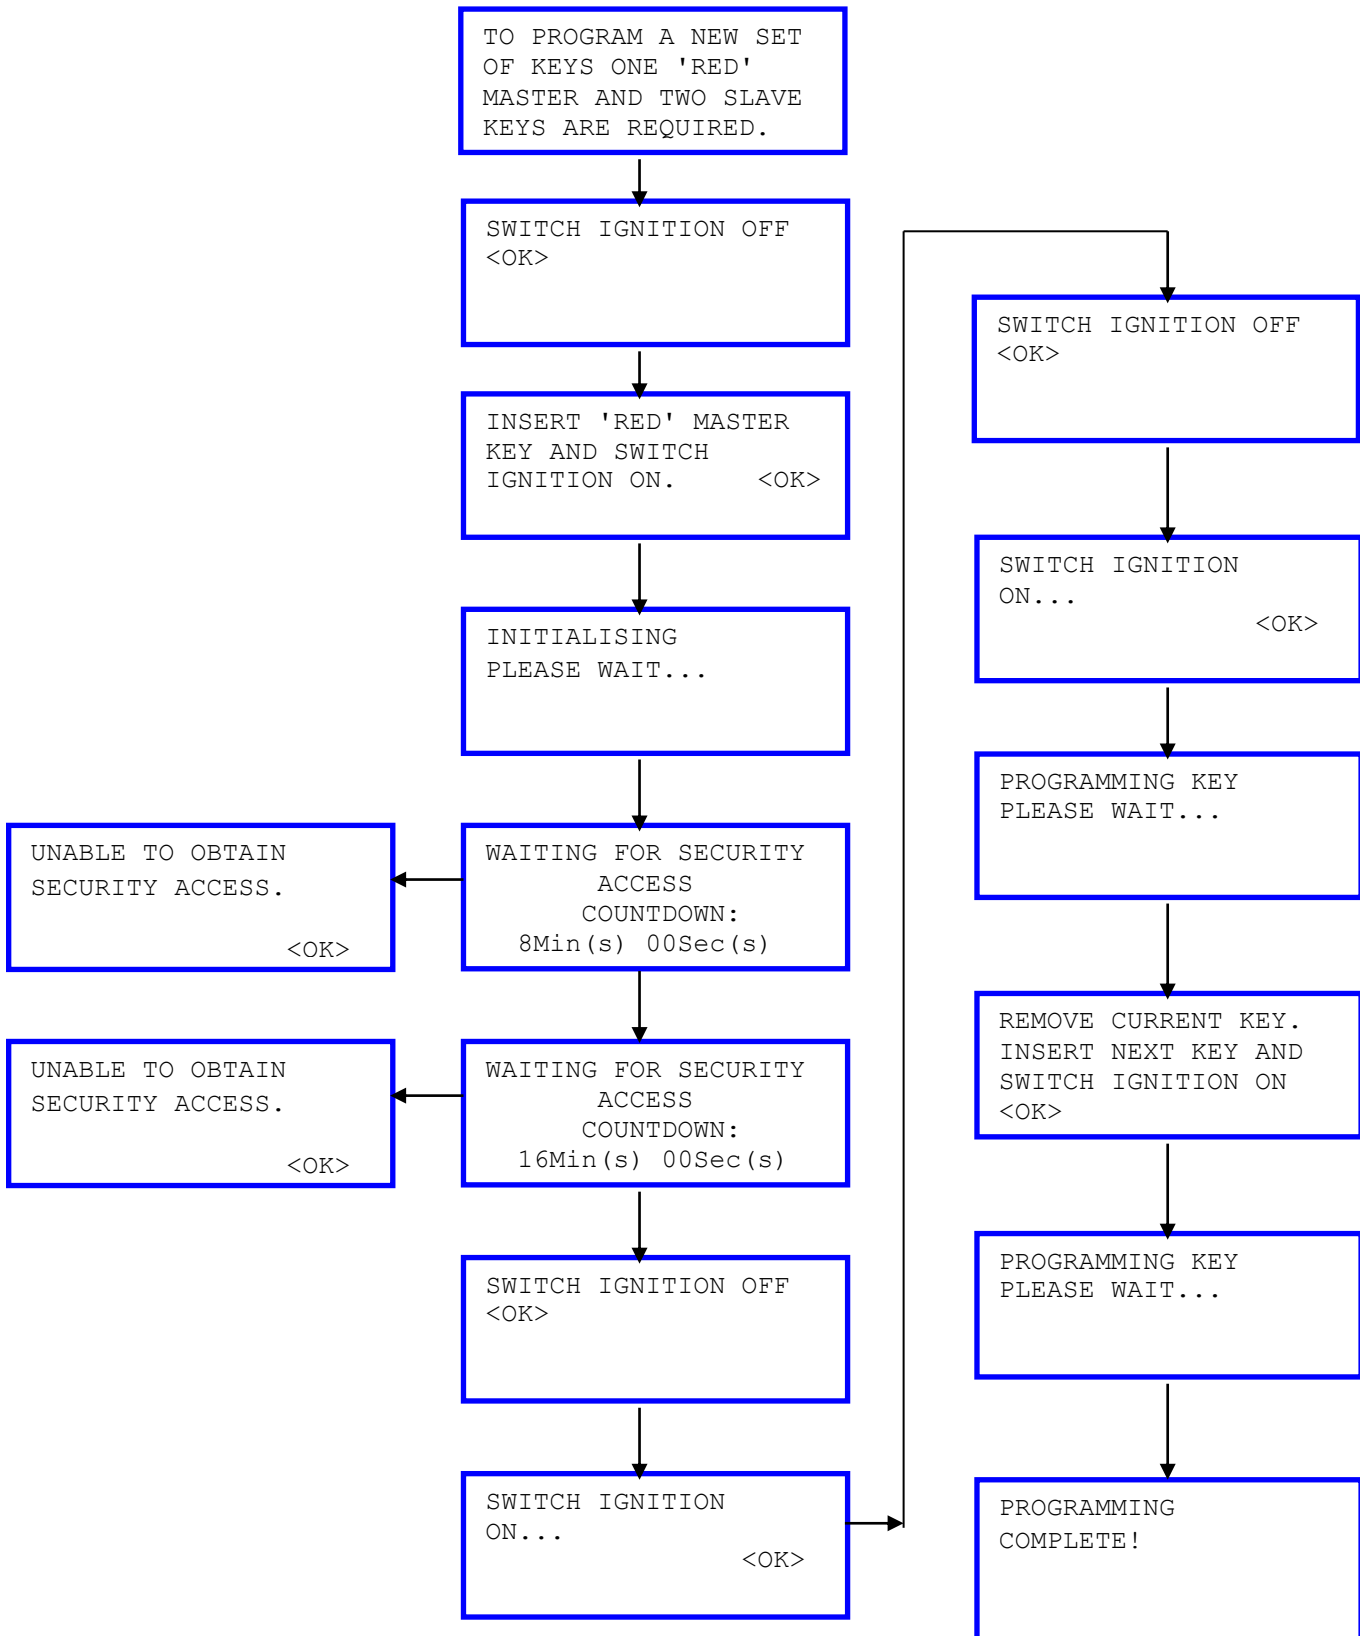 TO PROGRAM A NEW SET
OF KEYS ONE 'RED'
MASTER AND TWO SLAVE
KEYS ARE REQUIRED.
SWITCH IGNITION OFF
<OK>
INSERT 'RED' MASTER
KEY AND SWITCH
IGNITION ON. <OK>
INITIALISING
PLEASE WAIT...
WAITING FOR SECURITY
ACCESS
COUNTDOWN:
8Min(s) 00Sec(s)
UNABLE TO OBTAIN
SECURITY ACCESS.
<OK>
WAITING FOR SECURITY
ACCESS
COUNTDOWN:
16Min(s) 00Sec(s)
UNABLE TO OBTAIN
SECURITY ACCESS.
<OK>
SWITCH IGNITION OFF
<OK>
SWITCH IGNITION
ON...
<OK>
SWITCH IGNITION OFF
<OK>
SWITCH IGNITION
ON...
<OK>
PROGRAMMING KEY
PLEASE WAIT...
REMOVE CURRENT KEY.
INSERT NEXT KEY AND
SWITCH IGNITION ON
<OK>
PROGRAMMING KEY
PLEASE WAIT...
PROGRAMMING
COMPLETE!